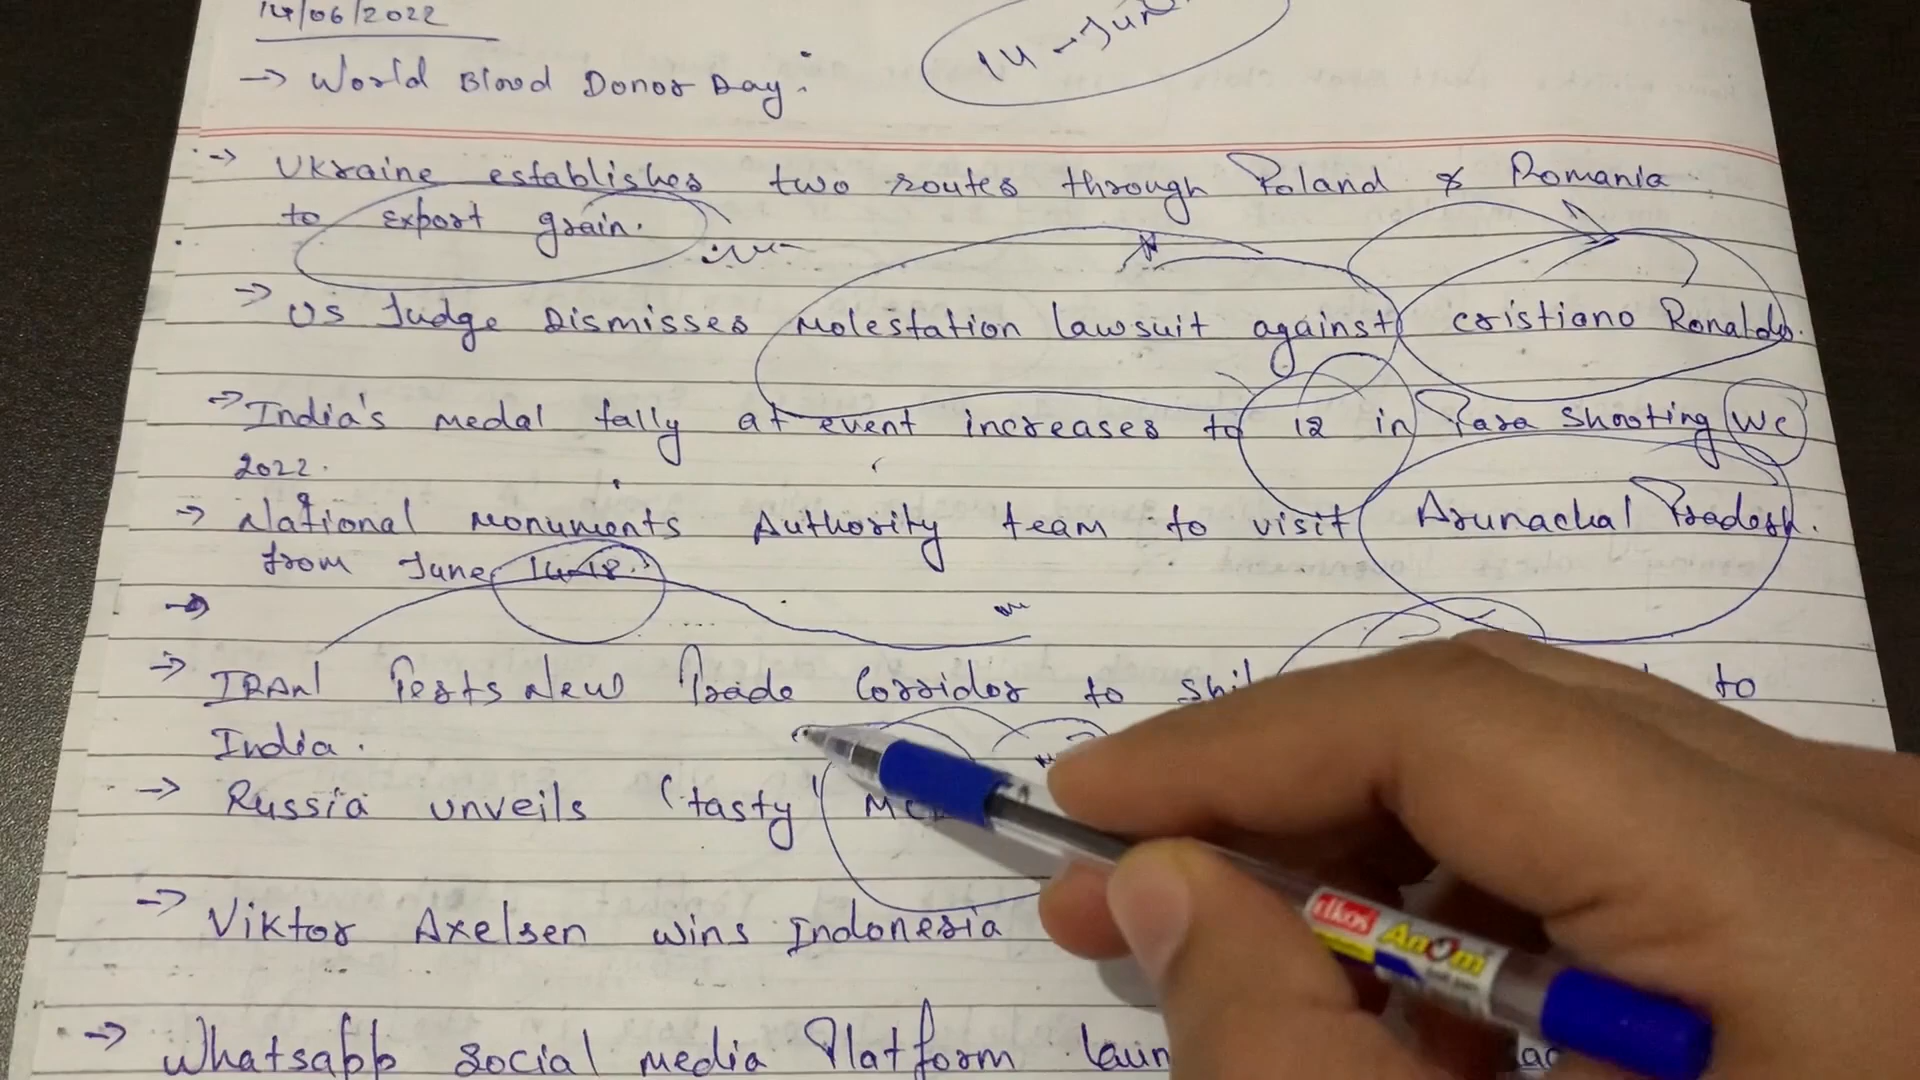 14/06/2022
14 - Jun
→ World Blood Donor Day.
→ Ukraine establishes two routes through Poland & Romania
to export grain.
→ US Judge Dismisses Molestation lawsuit against cristiano Ronaldo.
→ India's medal tally at event increases to 12 in Para Shooting WC
2022.
→ National Monuments Authority team to visit Arunachal Pradesh.
from June 14-18.
→
→ IRAN Tests New Trade Corridor to to
India.
→ Russia unveils 'tasty'
→ Viktor Axelsen wins Indonesia
→ Whatsapp social media Platform
elkos
Anom